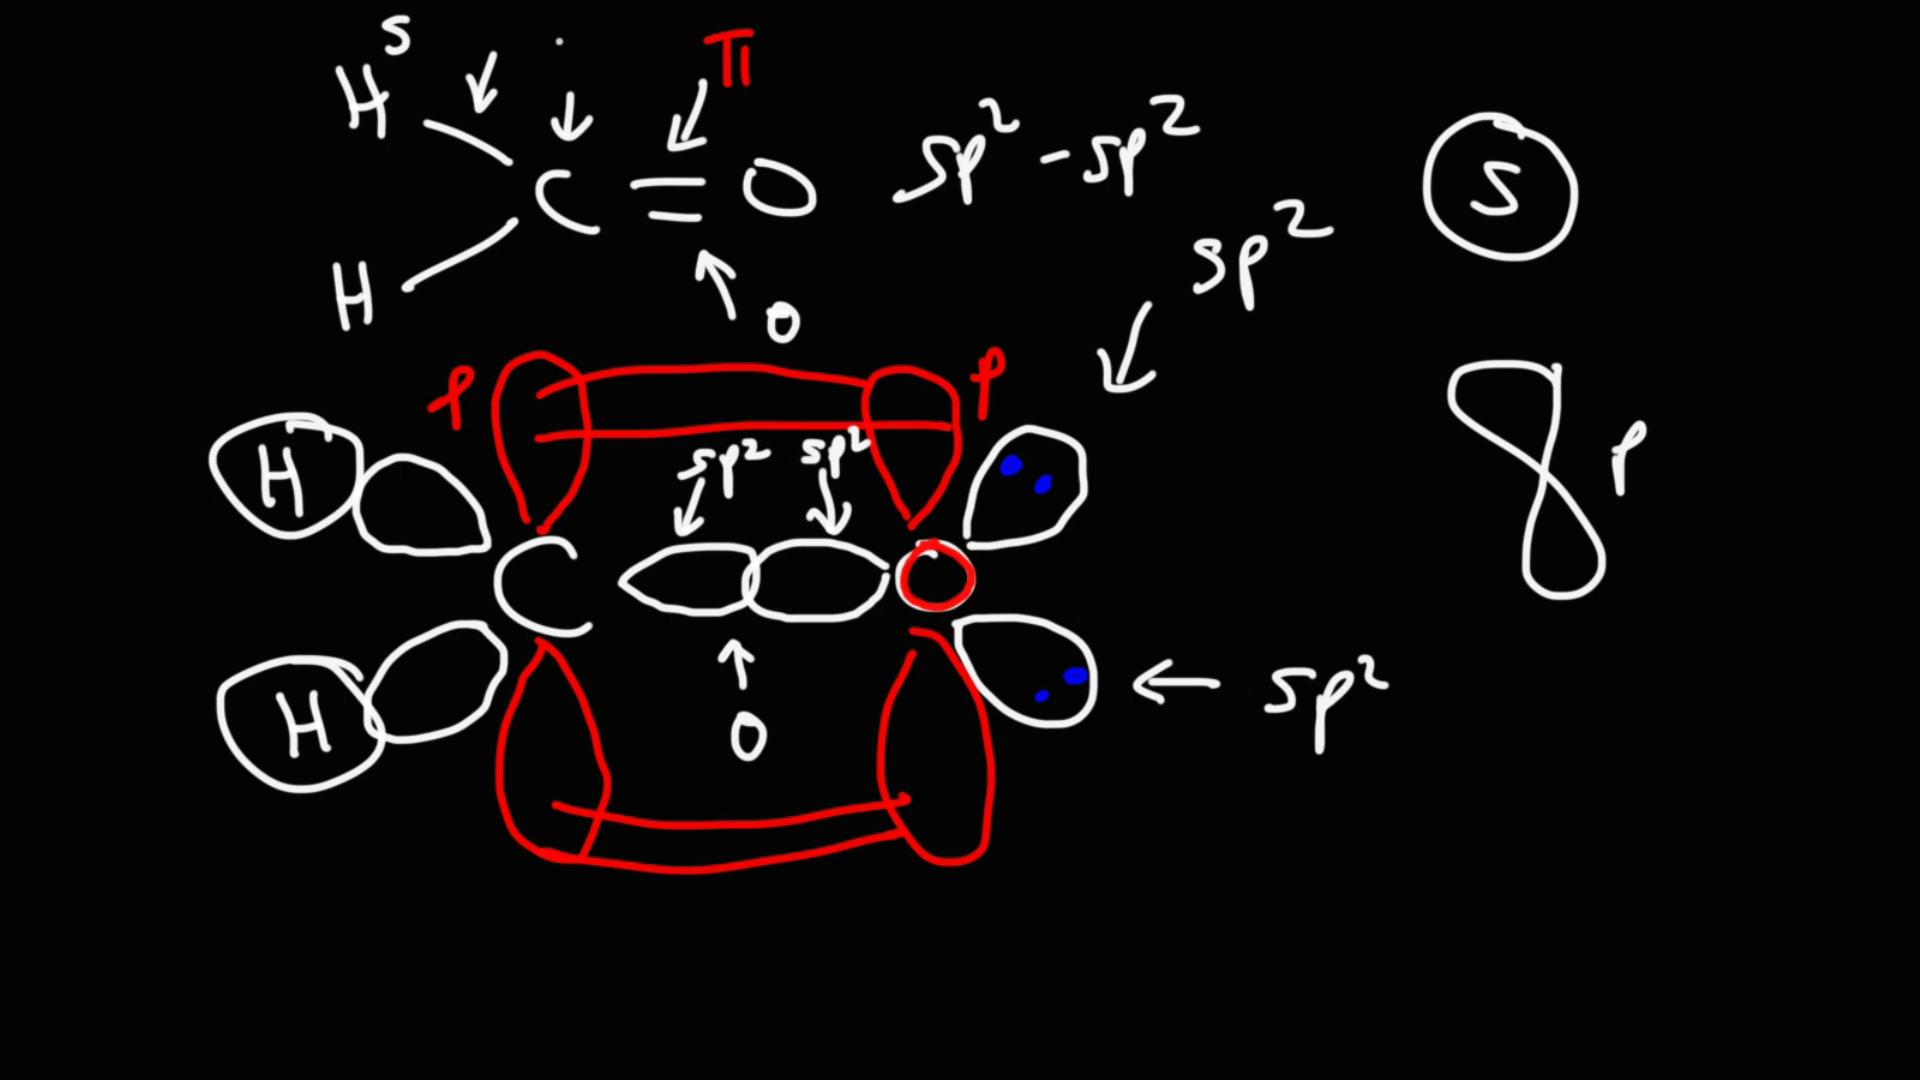 H s π
C = O sp² - sp² s
H sp²
σ
p p
p
sp² sp²
H
C O
H sp²
σ